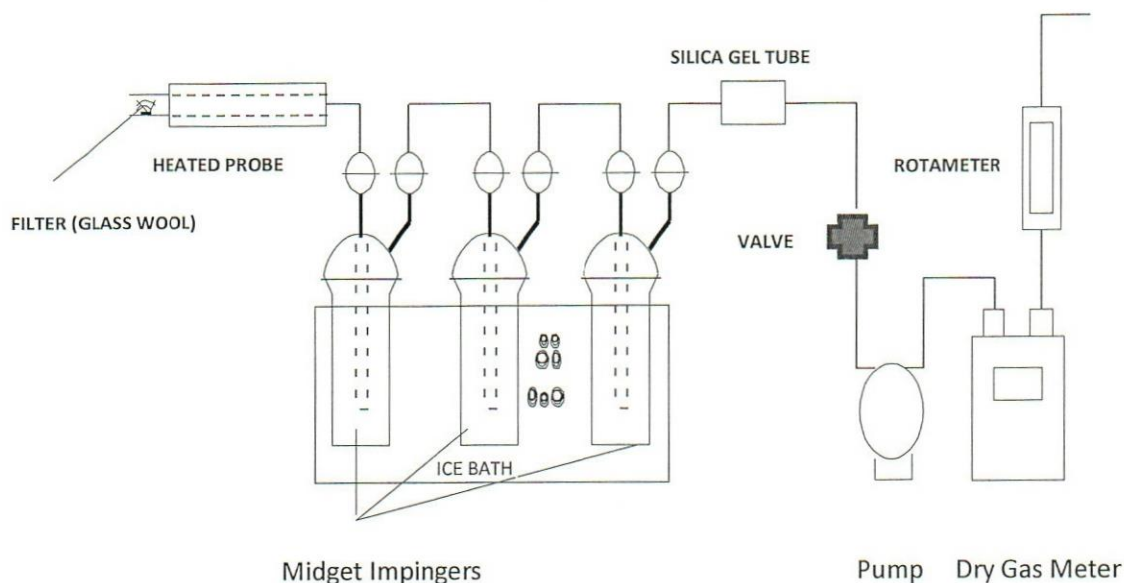 SILICA GEL TUBE
HEATED PROBE
ROTAMETER
FILTER (GLASS WOOL)
VALVE
ICE BATH
Midget Impingers
Pump
Dry Gas Meter